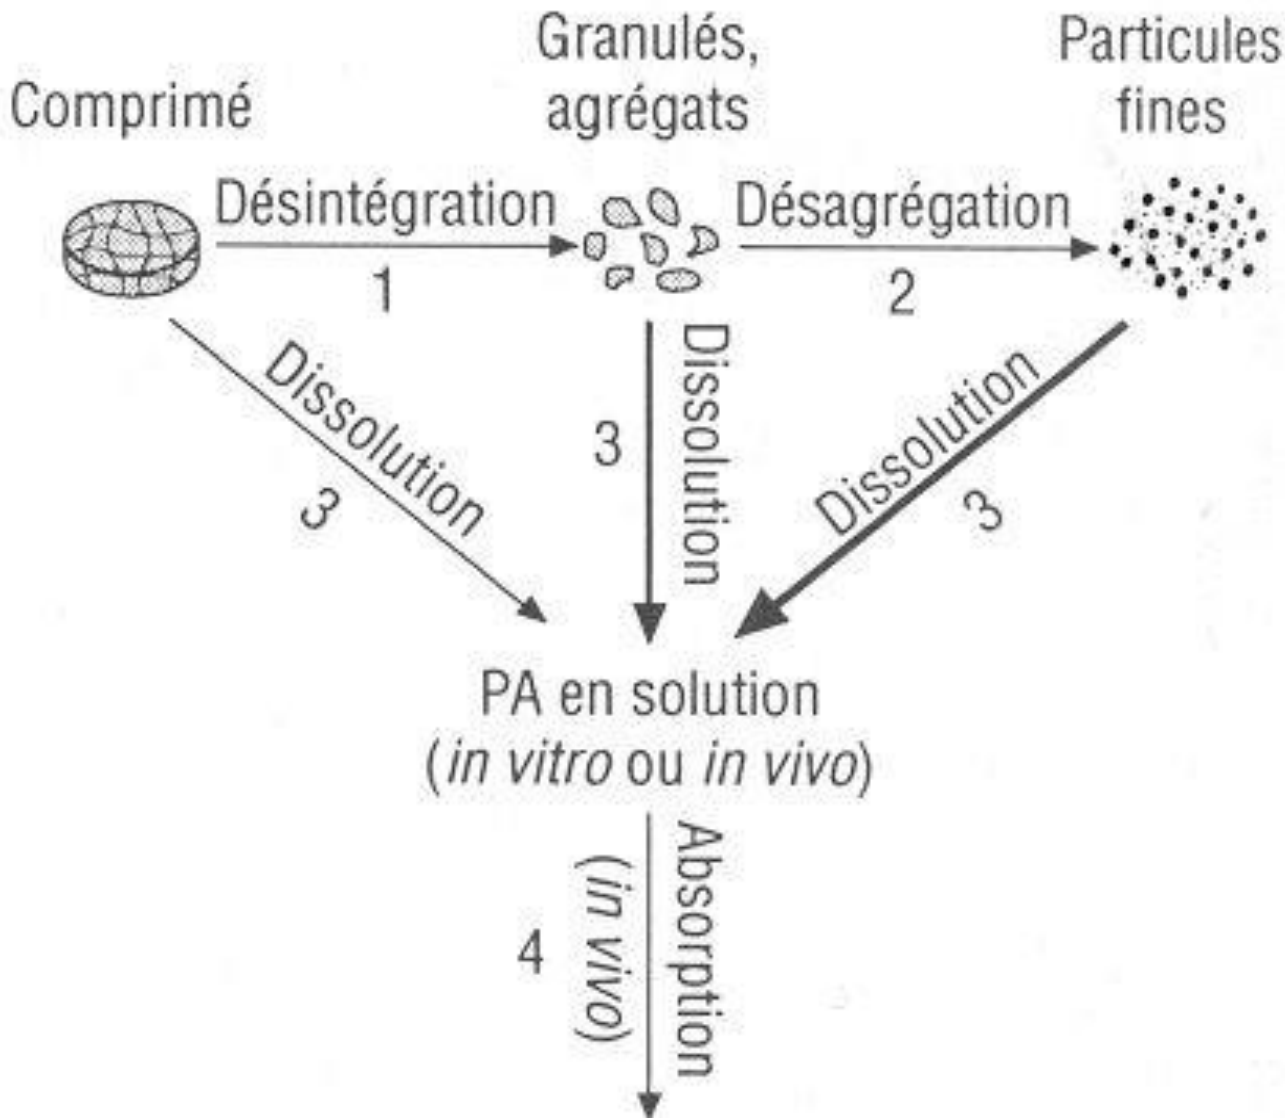 Comprimé
Granulés,
agrégats
Particules
fines
Désintégration
1
Désagrégation
2
Dissolution
3
Dissolution
3
Dissolution
3
PA en solution
(in vitro ou in vivo)
Absorption
(in vivo)
4